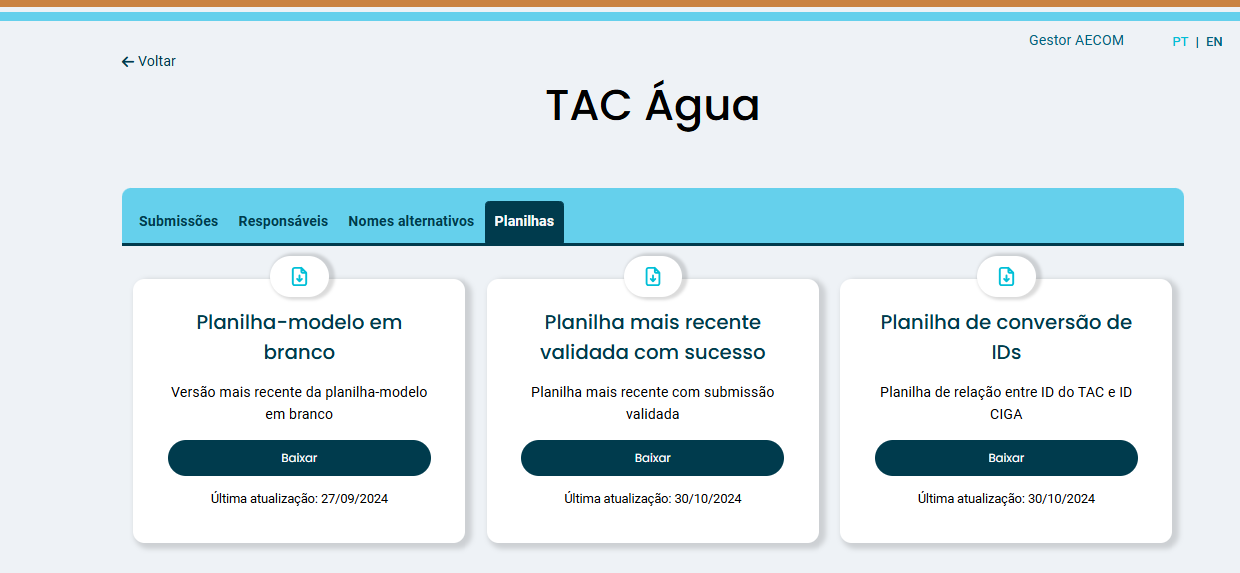 Gestor AECOM PT | EN
Voltar
TAC Água
Submissões Responsáveis Nomes alternativos Planilhas
Planilha-modelo em
branco
Versão mais recente da planilha-modelo
em branco
Baixar
Última atualização: 27/09/2024
Planilha mais recente
validada com sucesso
Planilha mais recente com submissão
validada
Baixar
Última atualização: 30/10/2024
Planilha de conversão de
IDs
Planilha de relação entre ID do TAC e ID
CIGA
Baixar
Última atualização: 30/10/2024